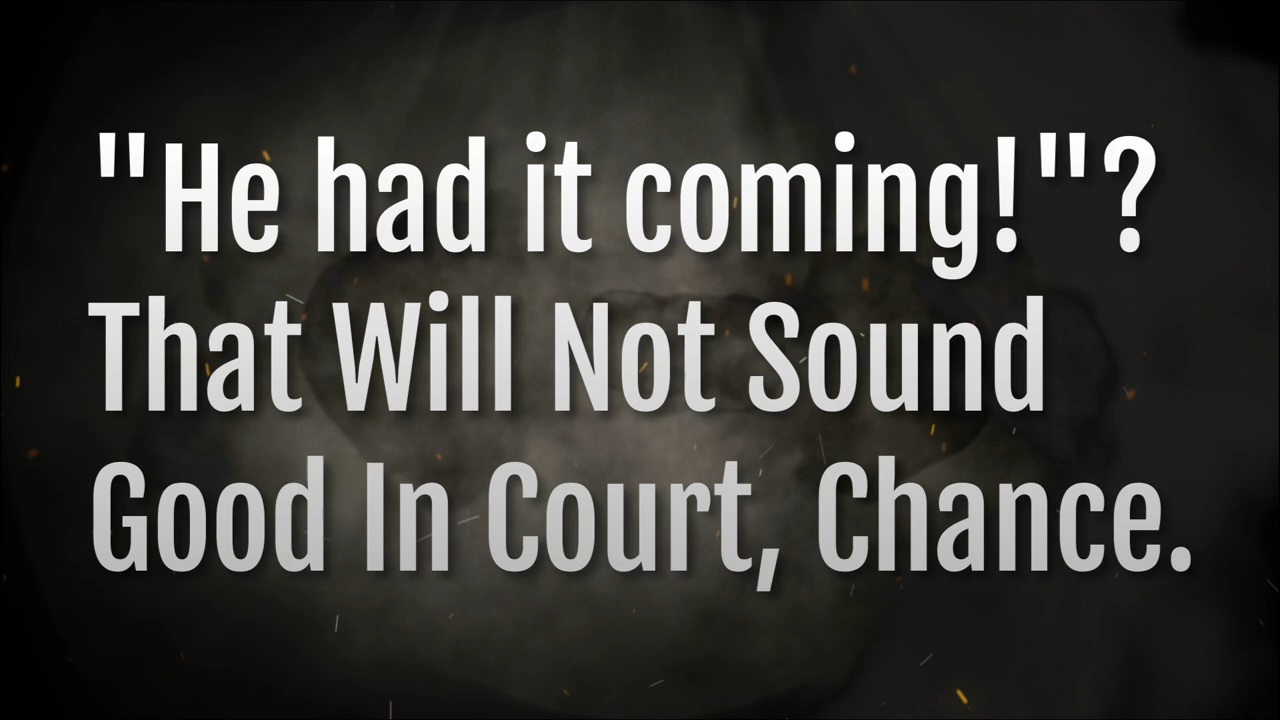 "He had it coming!"?
That Will Not Sound
Good In Court, Chance.